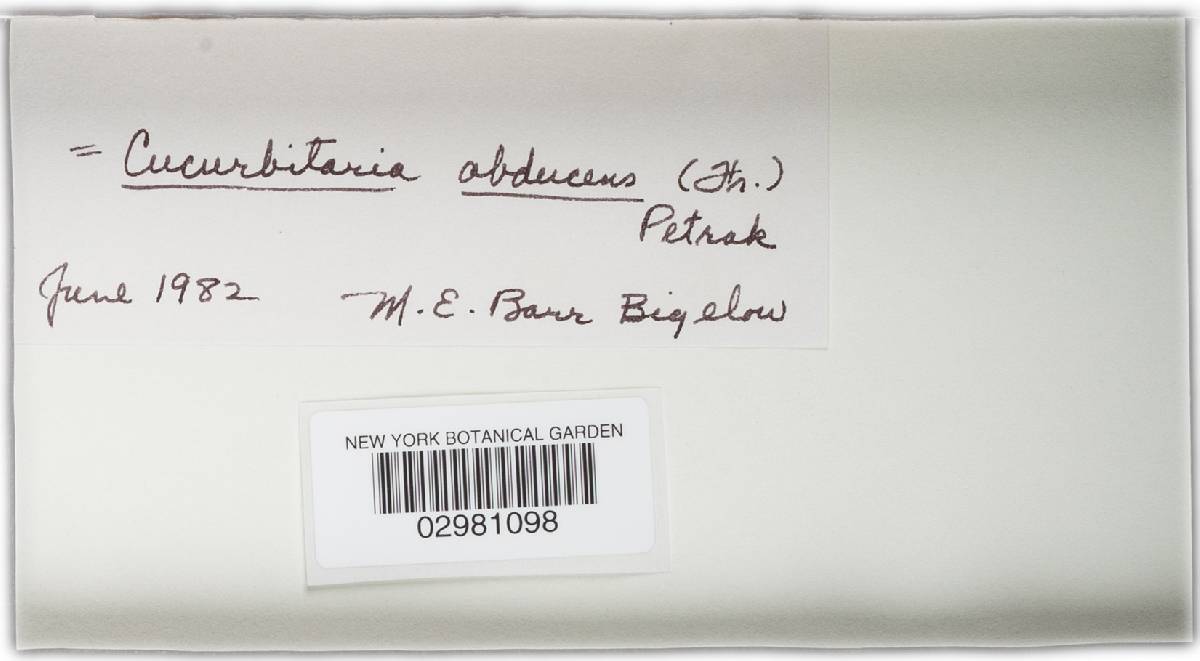 = Cucurbitaria abducens (Fr.)
Petrak
June 1982 M. E. Barr Bigelow
NEW YORK BOTANICAL GARDEN
02981098